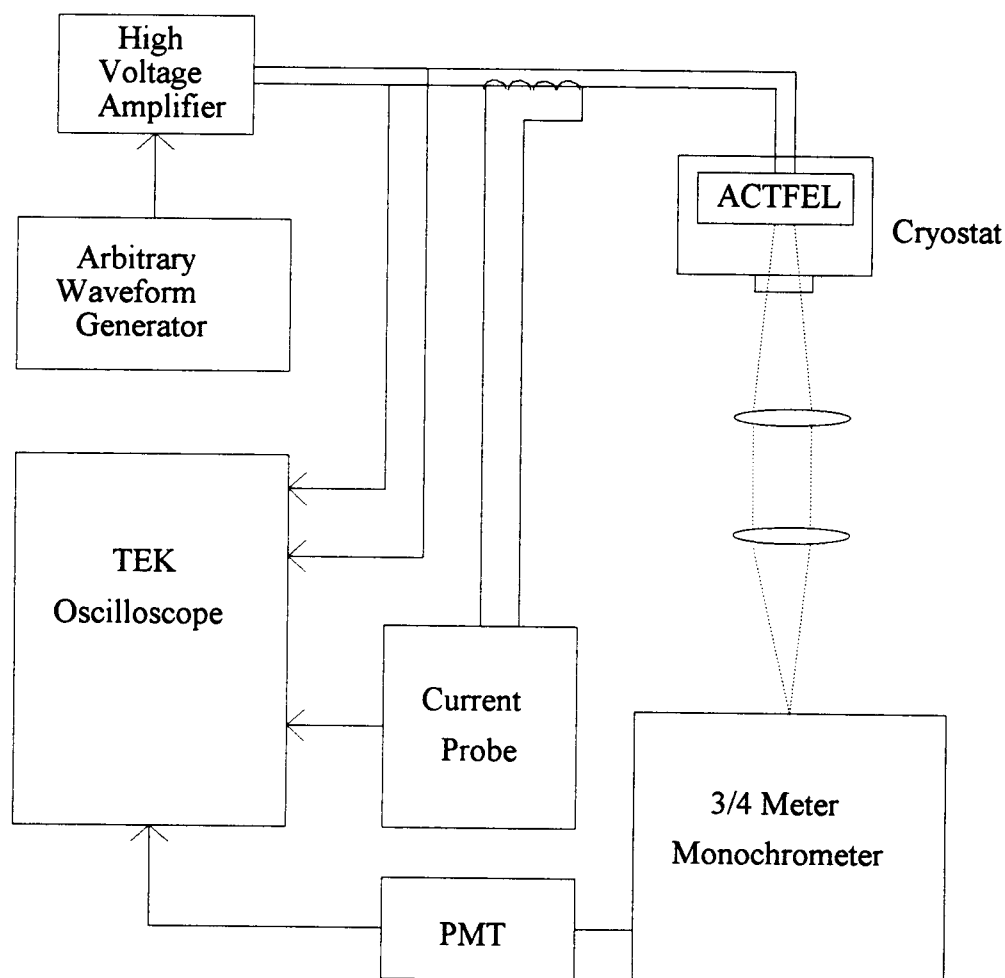 High
Voltage
Amplifier
ACTFEL
Cryostat
Arbitrary
Waveform
Generator
TEK
Oscilloscope
Current
Probe
3/4 Meter
Monochrometer
PMT